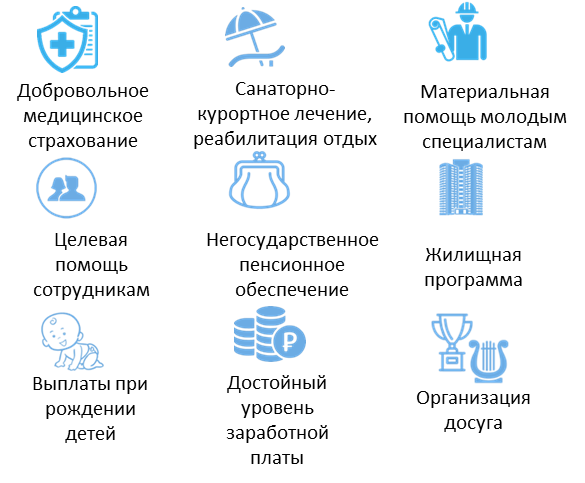 Добровольное
медицинское
страхование
Санаторно-
курортное лечение,
реабилитация отдых
Материальная
помощь молодым
специалистам
Целевая
помощь
сотрудникам
Негосударственное
пенсионное
обеспечение
Жилищная
программа
Выплаты при
рождении
детей
Достойный
уровень
заработной
платы
Организация
досуга